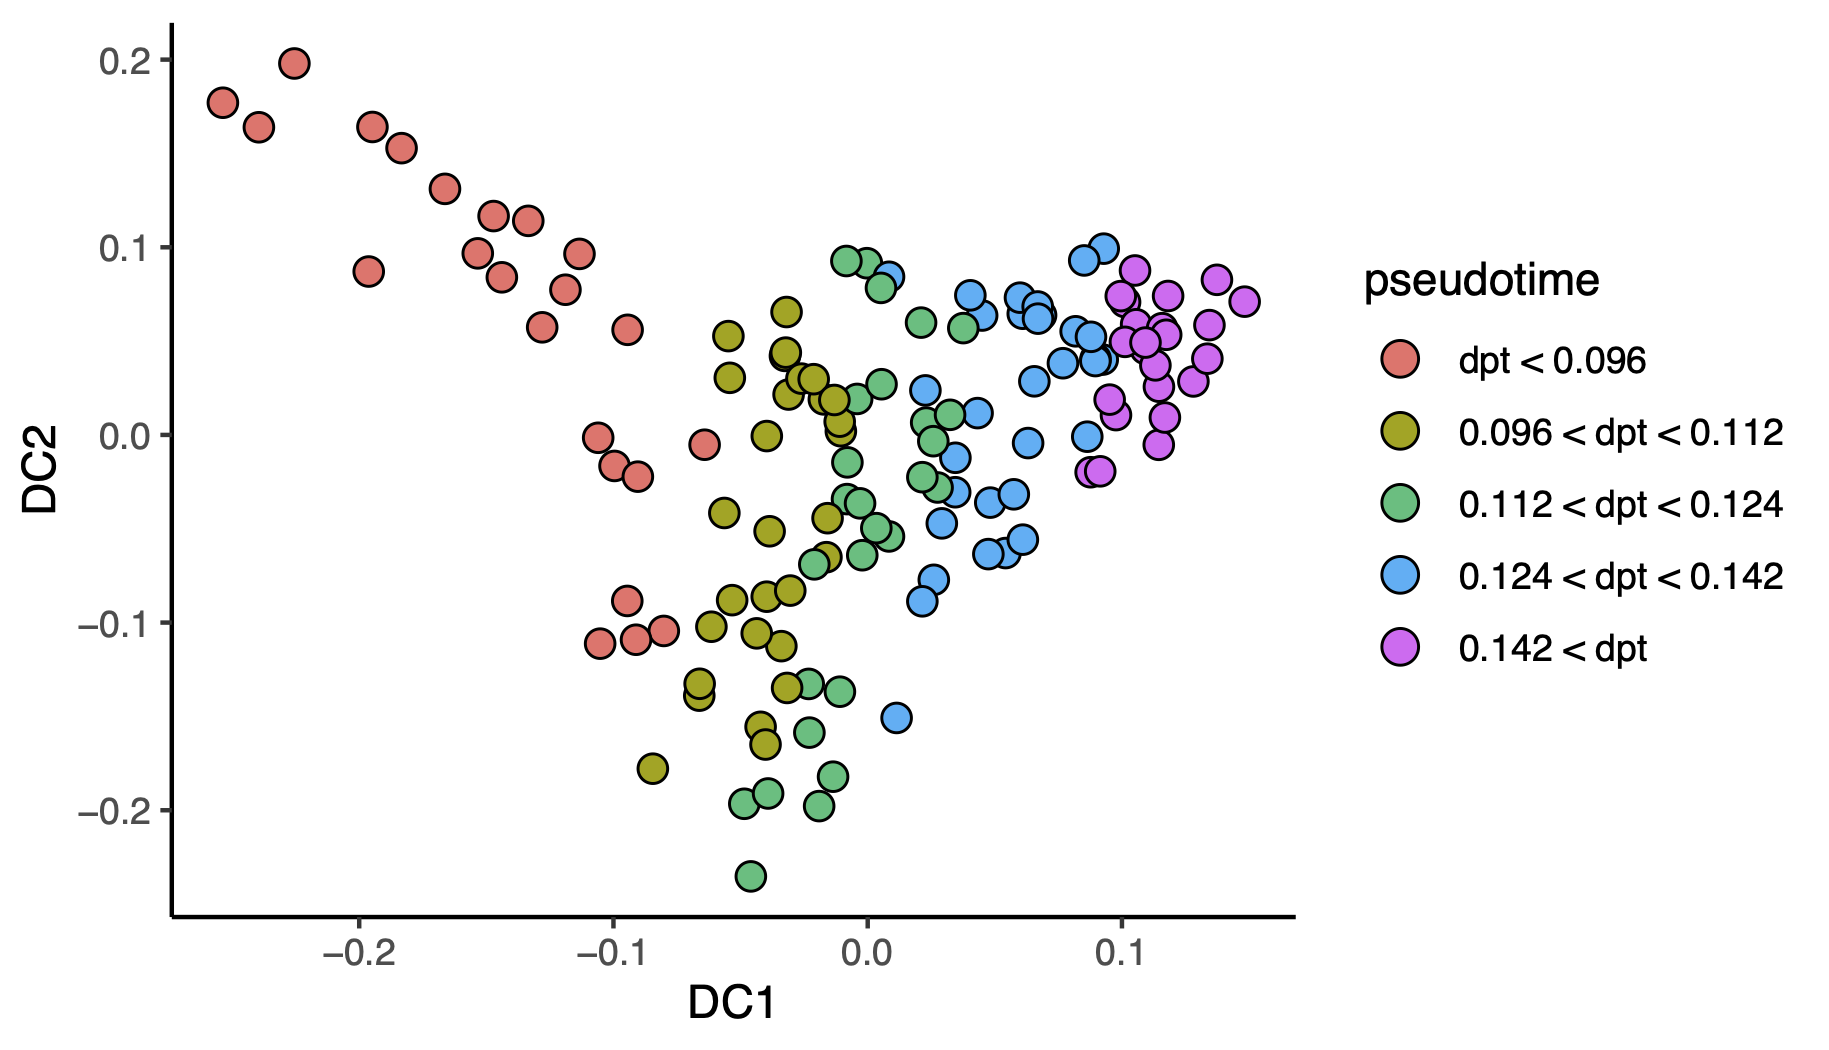 0.2
0.1
0.0
−0.1
−0.2
DC2
−0.2
−0.1
0.0
0.1
DC1
pseudotime
dpt < 0.096
0.096 < dpt < 0.112
0.112 < dpt < 0.124
0.124 < dpt < 0.142
0.142 < dpt